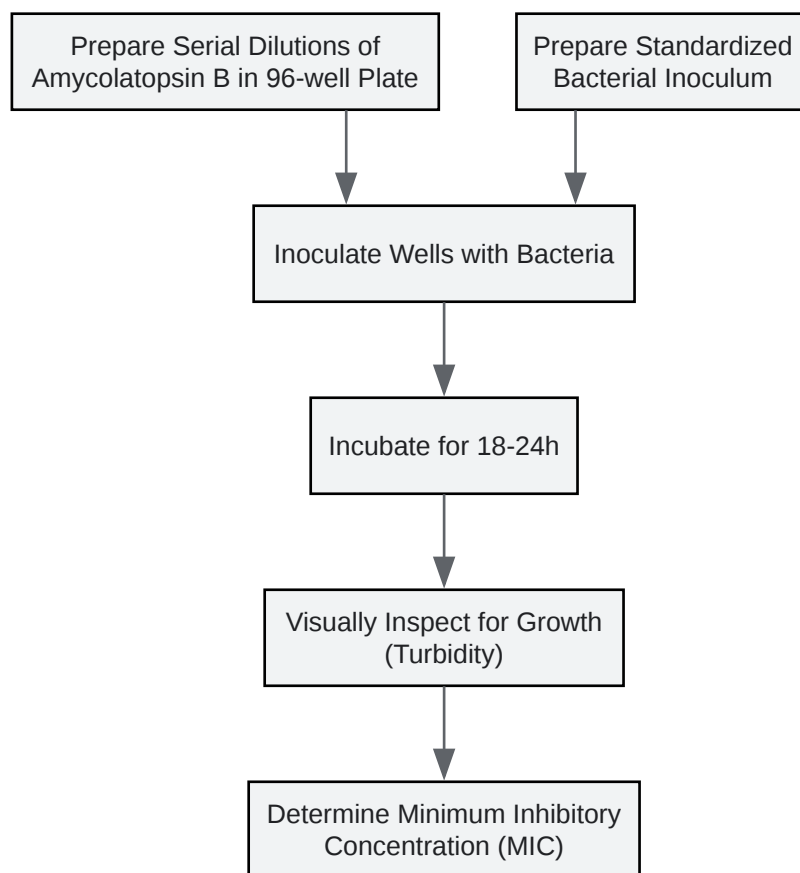 Prepare Serial Dilutions of
Amycolatopsin B in 96-well Plate
Prepare Standardized
Bacterial Inoculum
Inoculate Wells with Bacteria
Incubate for 18-24h
Visually Inspect for Growth
(Turbidity)
Determine Minimum Inhibitory
Concentration (MIC)